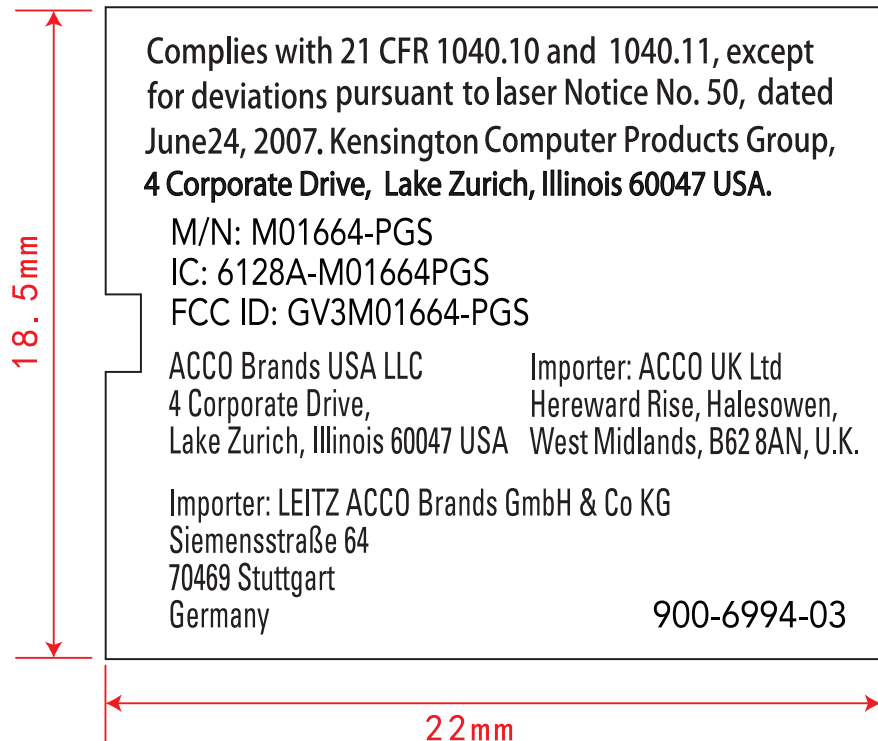 Complies with 21 CFR 1040.10 and 1040.11, except
for deviations pursuant to laser Notice No. 50, dated
June24, 2007. Kensington Computer Products Group,
4 Corporate Drive, Lake Zurich, Illinois 60047 USA.
M/N: M01664-PGS
IC: 6128A-M01664PGS
FCC ID: GV3M01664-PGS
ACCO Brands USA LLC
4 Corporate Drive,
Lake Zurich, Illinois 60047 USA
Importer: ACCO UK Ltd
Hereward Rise, Halesowen,
West Midlands, B62 8AN, U.K.
Importer: LEITZ ACCO Brands GmbH & Co KG
Siemensstraße 64
70469 Stuttgart
Germany
900-6994-03
18.5mm
22mm